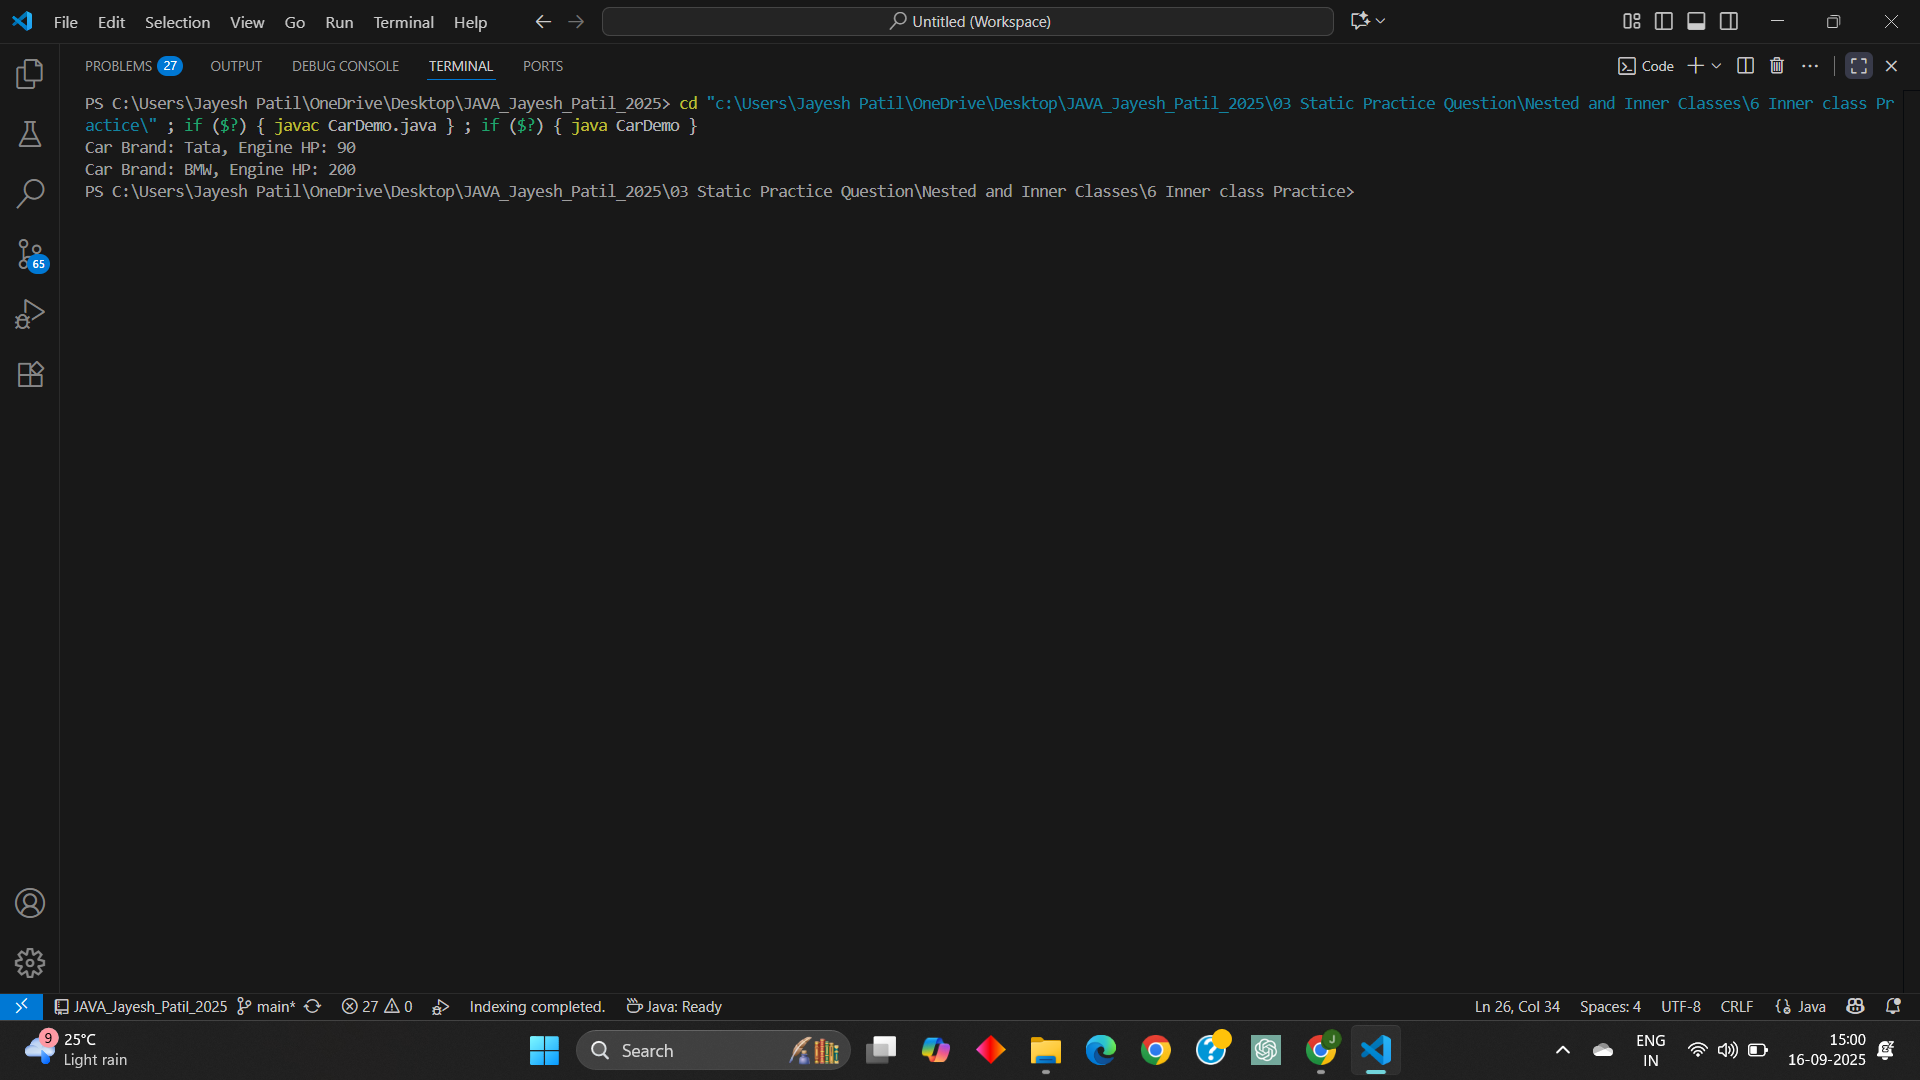 File Edit Selection View Go Run Terminal Help Untitled (Workspace)
PROBLEMS 27 OUTPUT DEBUG CONSOLE TERMINAL PORTS Code
PS C:\Users\Jayesh Patil\OneDrive\Desktop\JAVA_Jayesh_Patil_2025> cd "c:\Users\Jayesh Patil\OneDrive\Desktop\JAVA_Jayesh_Patil_2025\03 Static Practice Question\Nested and Inner Classes\6 Inner class Pr
actice\" ; if ($?) { javac CarDemo.java } ; if ($?) { java CarDemo }
Car Brand: Tata, Engine HP: 90
Car Brand: BMW, Engine HP: 200
PS C:\Users\Jayesh Patil\OneDrive\Desktop\JAVA_Jayesh_Patil_2025\03 Static Practice Question\Nested and Inner Classes\6 Inner class Practice>
65
JAVA_Jayesh_Patil_2025 main* 27 0 Indexing completed. Java: Ready Ln 26, Col 34 Spaces: 4 UTF-8 CRLF Java
9 25°C
Light rain
Search
J
ENG
IN
15:00
16-09-2025